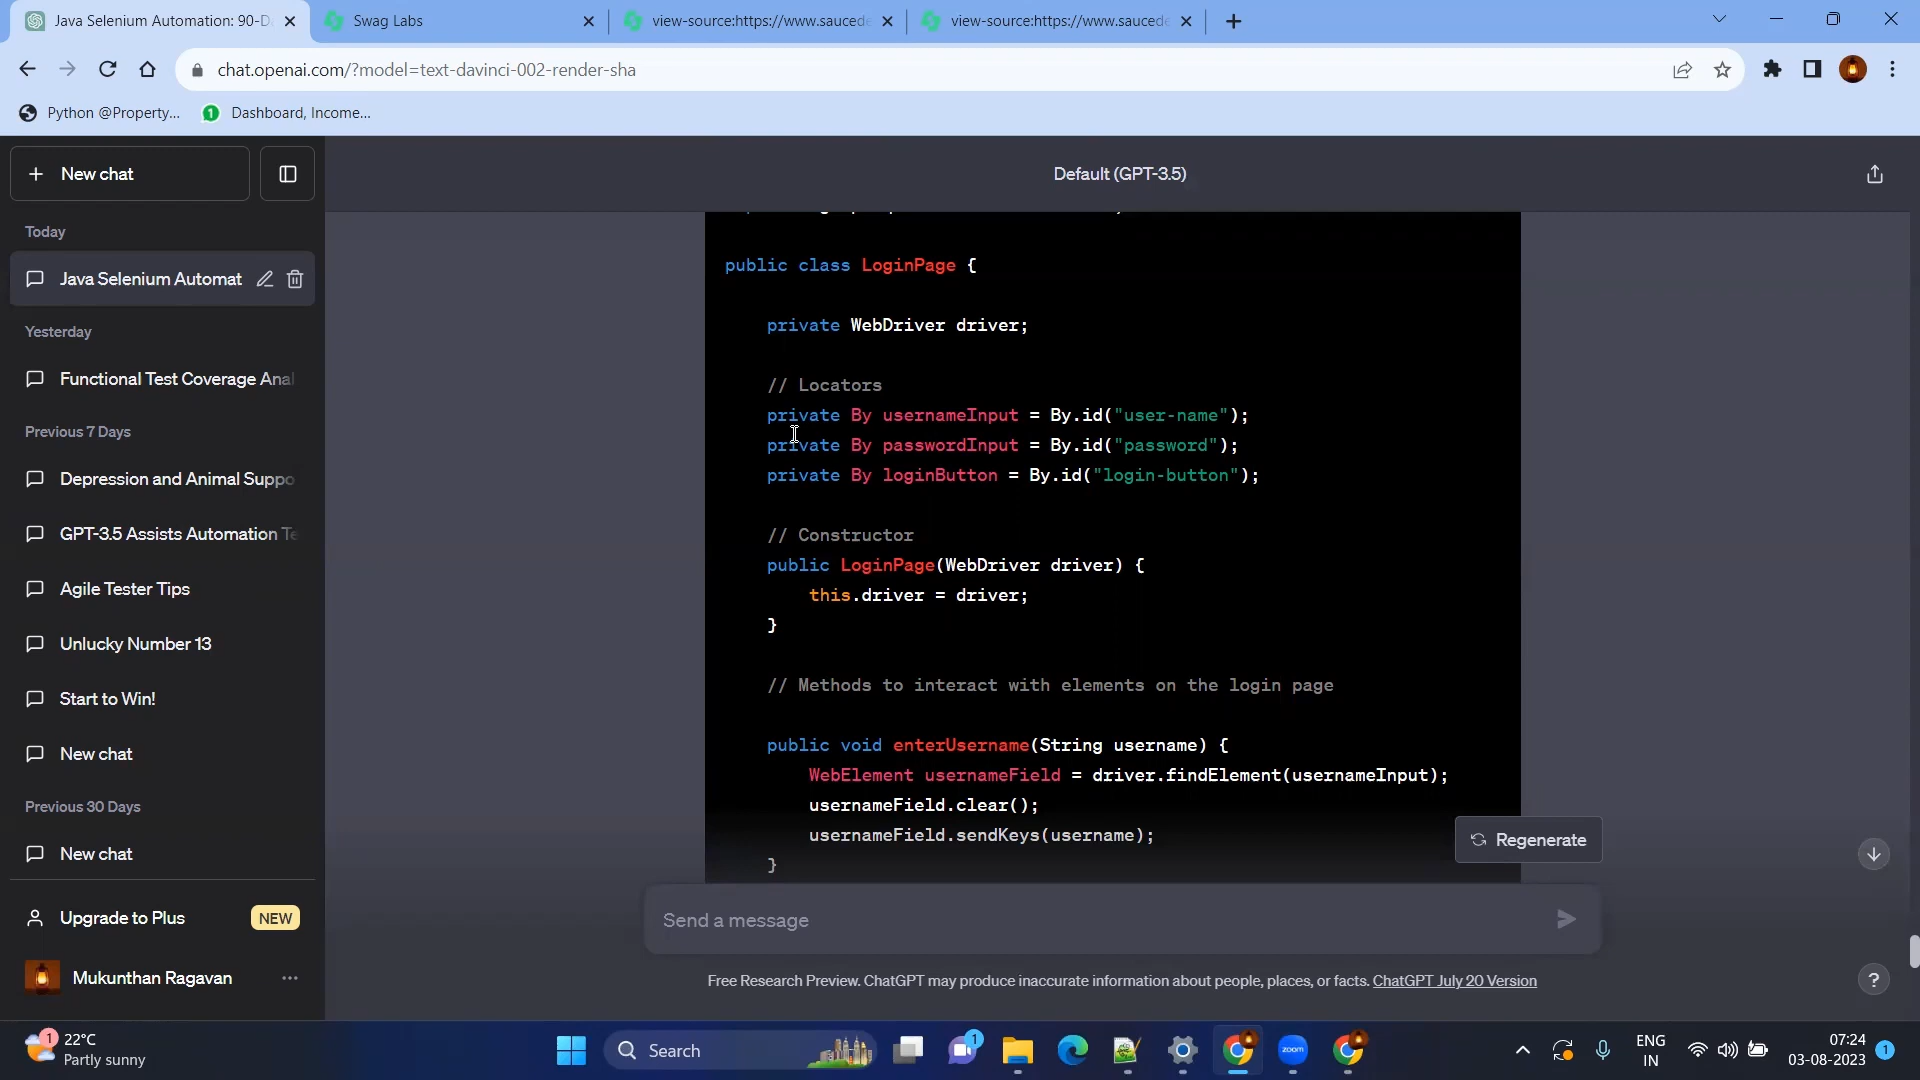 Java Selenium Automation: 90-D
Swag Labs
view-source:https://www.saucede
view-source:https://www.saucede
chat.openai.com/?model=text-davinci-002-render-sha
Python @Property...
1
Dashboard, Income...
New chat
Default (GPT-3.5)
Today
Java Selenium Automat
Yesterday
Functional Test Coverage Anal
Previous 7 Days
Depression and Animal Suppo
GPT-3.5 Assists Automation Te
Agile Tester Tips
Unlucky Number 13
Start to Win!
New chat
Previous 30 Days
New chat
Upgrade to Plus
NEW
Mukunthan Ragavan
public class LoginPage {
private WebDriver driver;
// Locators
private By usernameInput = By.id("user-name");
private By passwordInput = By.id("password");
private By loginButton = By.id("login-button");
// Constructor
public LoginPage(WebDriver driver) {
this.driver = driver;
}
// Methods to interact with elements on the login page
public void enterUsername(String username) {
WebElement usernameField = driver.findElement(usernameInput);
usernameField.clear();
usernameField.sendKeys(username);
}
Regenerate
Send a message
Free Research Preview. ChatGPT may produce inaccurate information about people, places, or facts. ChatGPT July 20 Version
?
1
22°C
Partly sunny
Search
1
zoom
ENG
IN
07:24
03-08-2023
1